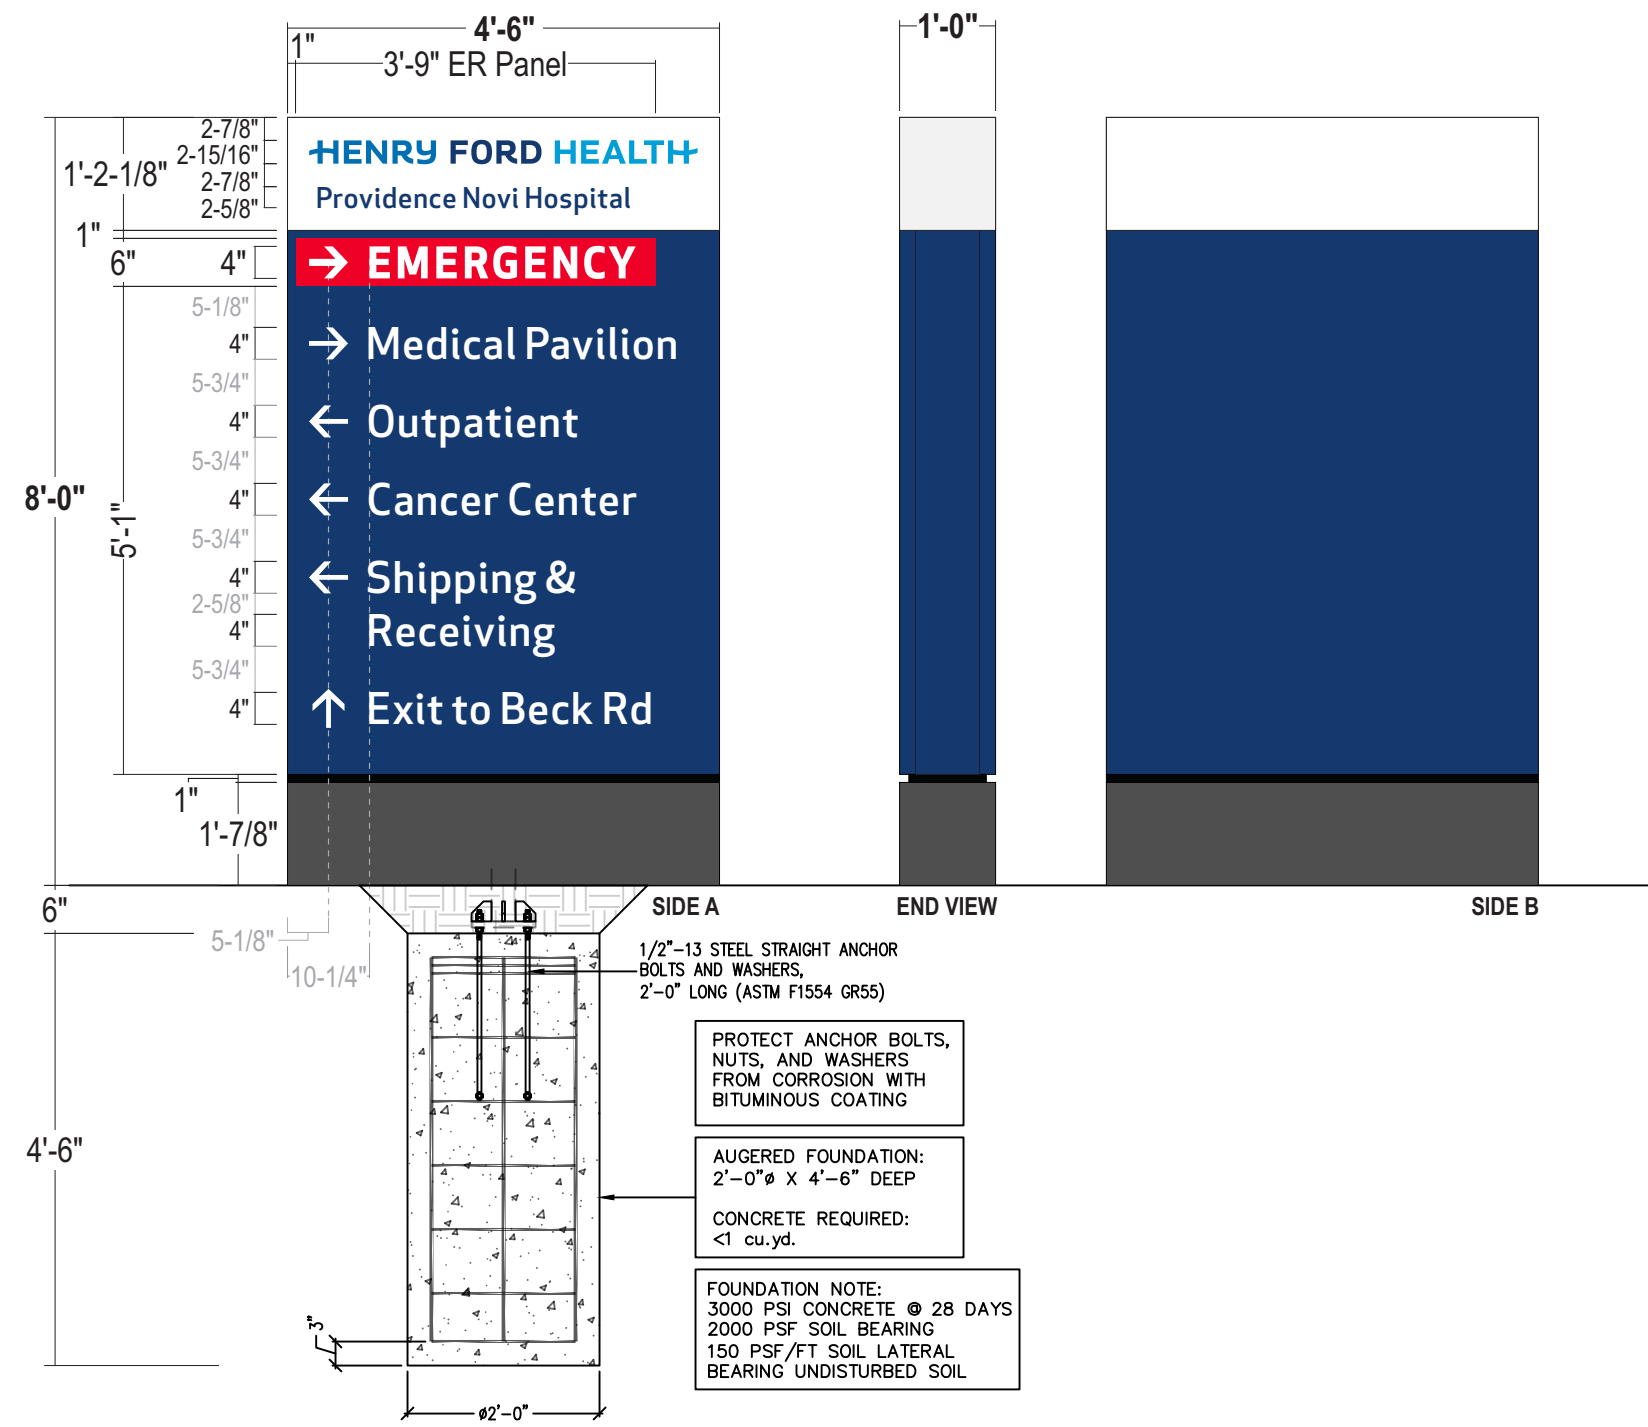 4'-6"
1'-0"
1"
3'-9" ER Panel
2-7/8"
2-15/16"
2-7/8"
2-5/8"
1'-2-1/8"
HENRY FORD HEALTH
Providence Novi Hospital
1"
6"
4"
→ EMERGENCY
5-1/8"
4"
→ Medical Pavilion
5-3/4"
4"
← Outpatient
5-3/4"
8'-0"
4"
← Cancer Center
5'-1"
5-3/4"
4"
← Shipping &
2-5/8"
4"
Receiving
5-3/4"
4"
↑ Exit to Beck Rd
1"
1'-7/8"
6"
SIDE A
END VIEW
SIDE B
5-1/8"
10-1/4"
1/2"-13 STEEL STRAIGHT ANCHOR
BOLTS AND WASHERS,
2'-0" LONG (ASTM F1554 GR55)
PROTECT ANCHOR BOLTS,
NUTS, AND WASHERS
FROM CORROSION WITH
BITUMINOUS COATING
4'-6"
AUGERED FOUNDATION:
2'-0"ø X 4'-6" DEEP
CONCRETE REQUIRED:
<1 cu.yd.
FOUNDATION NOTE:
3000 PSI CONCRETE @ 28 DAYS
2000 PSF SOIL BEARING
150 PSF/FT SOIL LATERAL
BEARING UNDISTURBED SOIL
3"
ø2'-0"